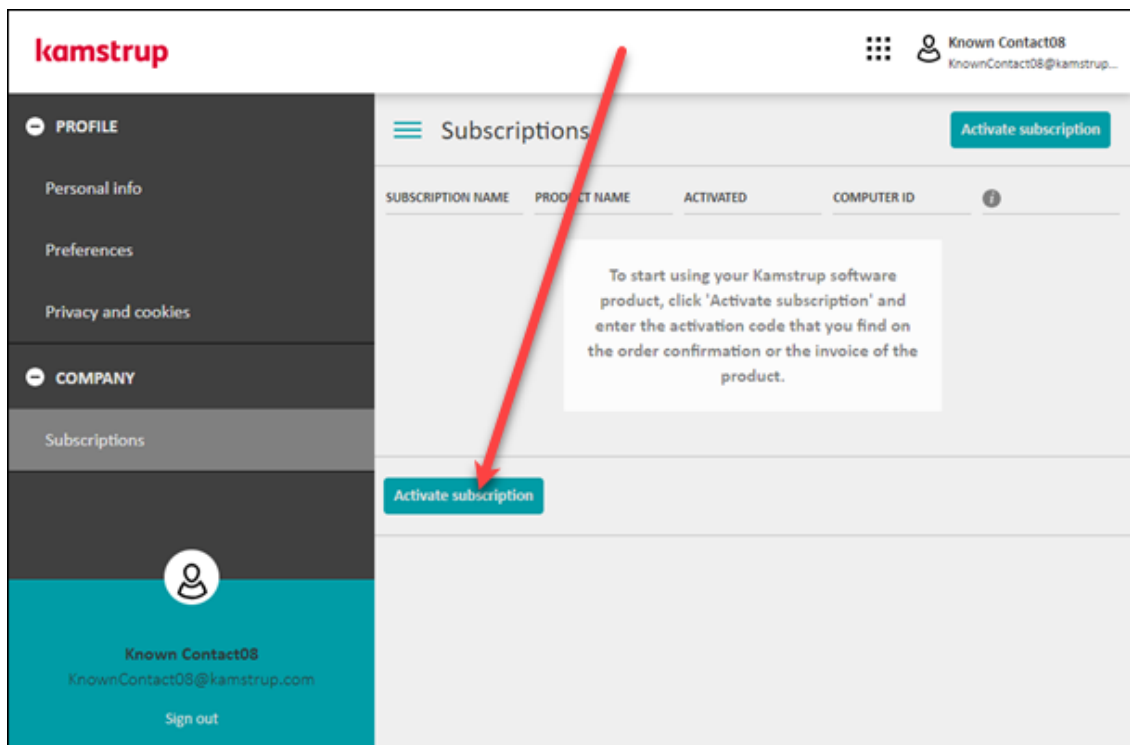 kamstrup
Known Contact08
KnownContact08@kamstrup...
PROFILE
Personal info
Preferences
Privacy and cookies
COMPANY
Subscriptions
Known Contact08
KnownContact08@kamstrup.com
Sign out
Subscriptions
Activate subscription
SUBSCRIPTION NAME PRODUCT NAME ACTIVATED COMPUTER ID
To start using your Kamstrup software
product, click 'Activate subscription' and
enter the activation code that you find on
the order confirmation or the invoice of the
product.
Activate subscription